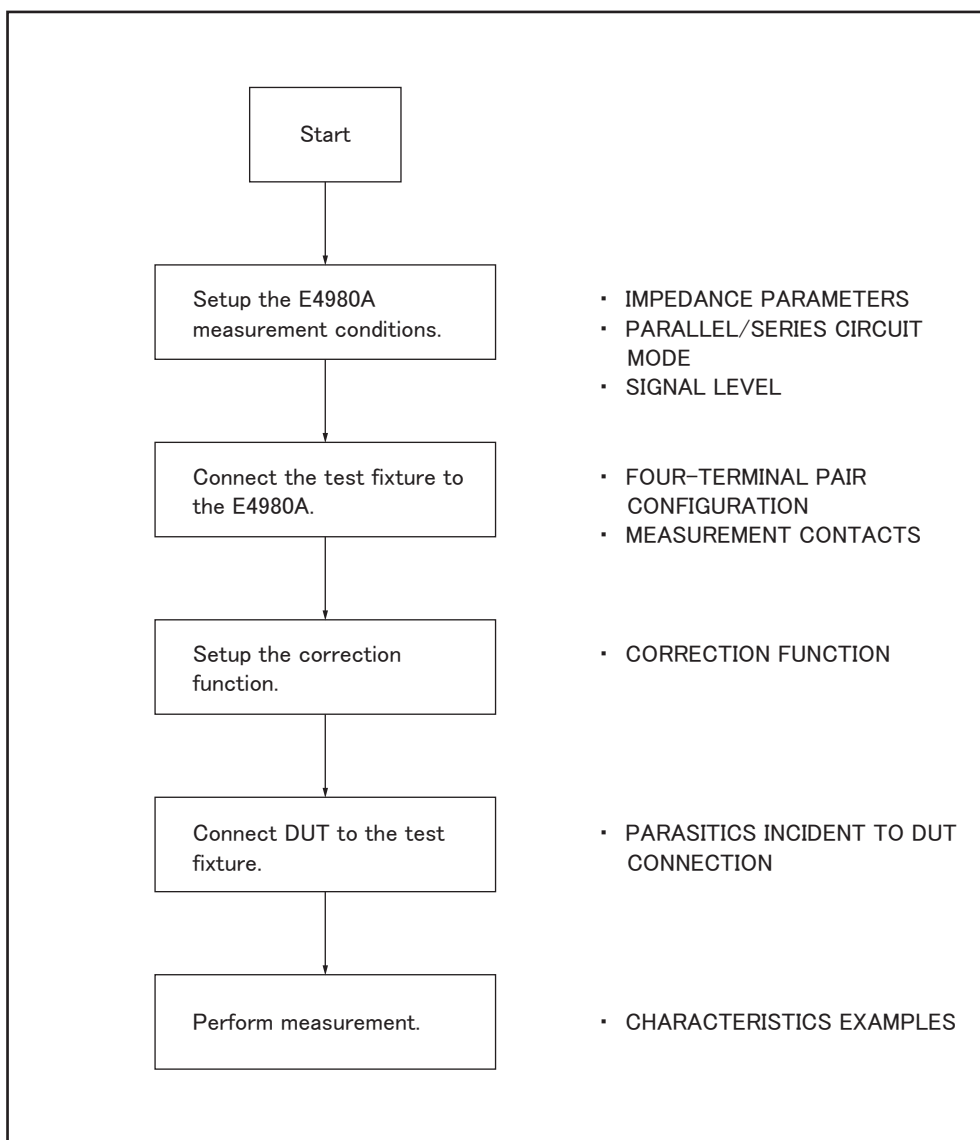 Start
Setup the E4980A
measurement conditions.
・ IMPEDANCE PARAMETERS
・ PARALLEL/SERIES CIRCUIT
MODE
・ SIGNAL LEVEL
Connect the test fixture to
the E4980A.
・ FOUR-TERMINAL PAIR
CONFIGURATION
・ MEASUREMENT CONTACTS
Setup the correction
function.
・ CORRECTION FUNCTION
Connect DUT to the test
fixture.
・ PARASITICS INCIDENT TO DUT
CONNECTION
Perform measurement.
・ CHARACTERISTICS EXAMPLES